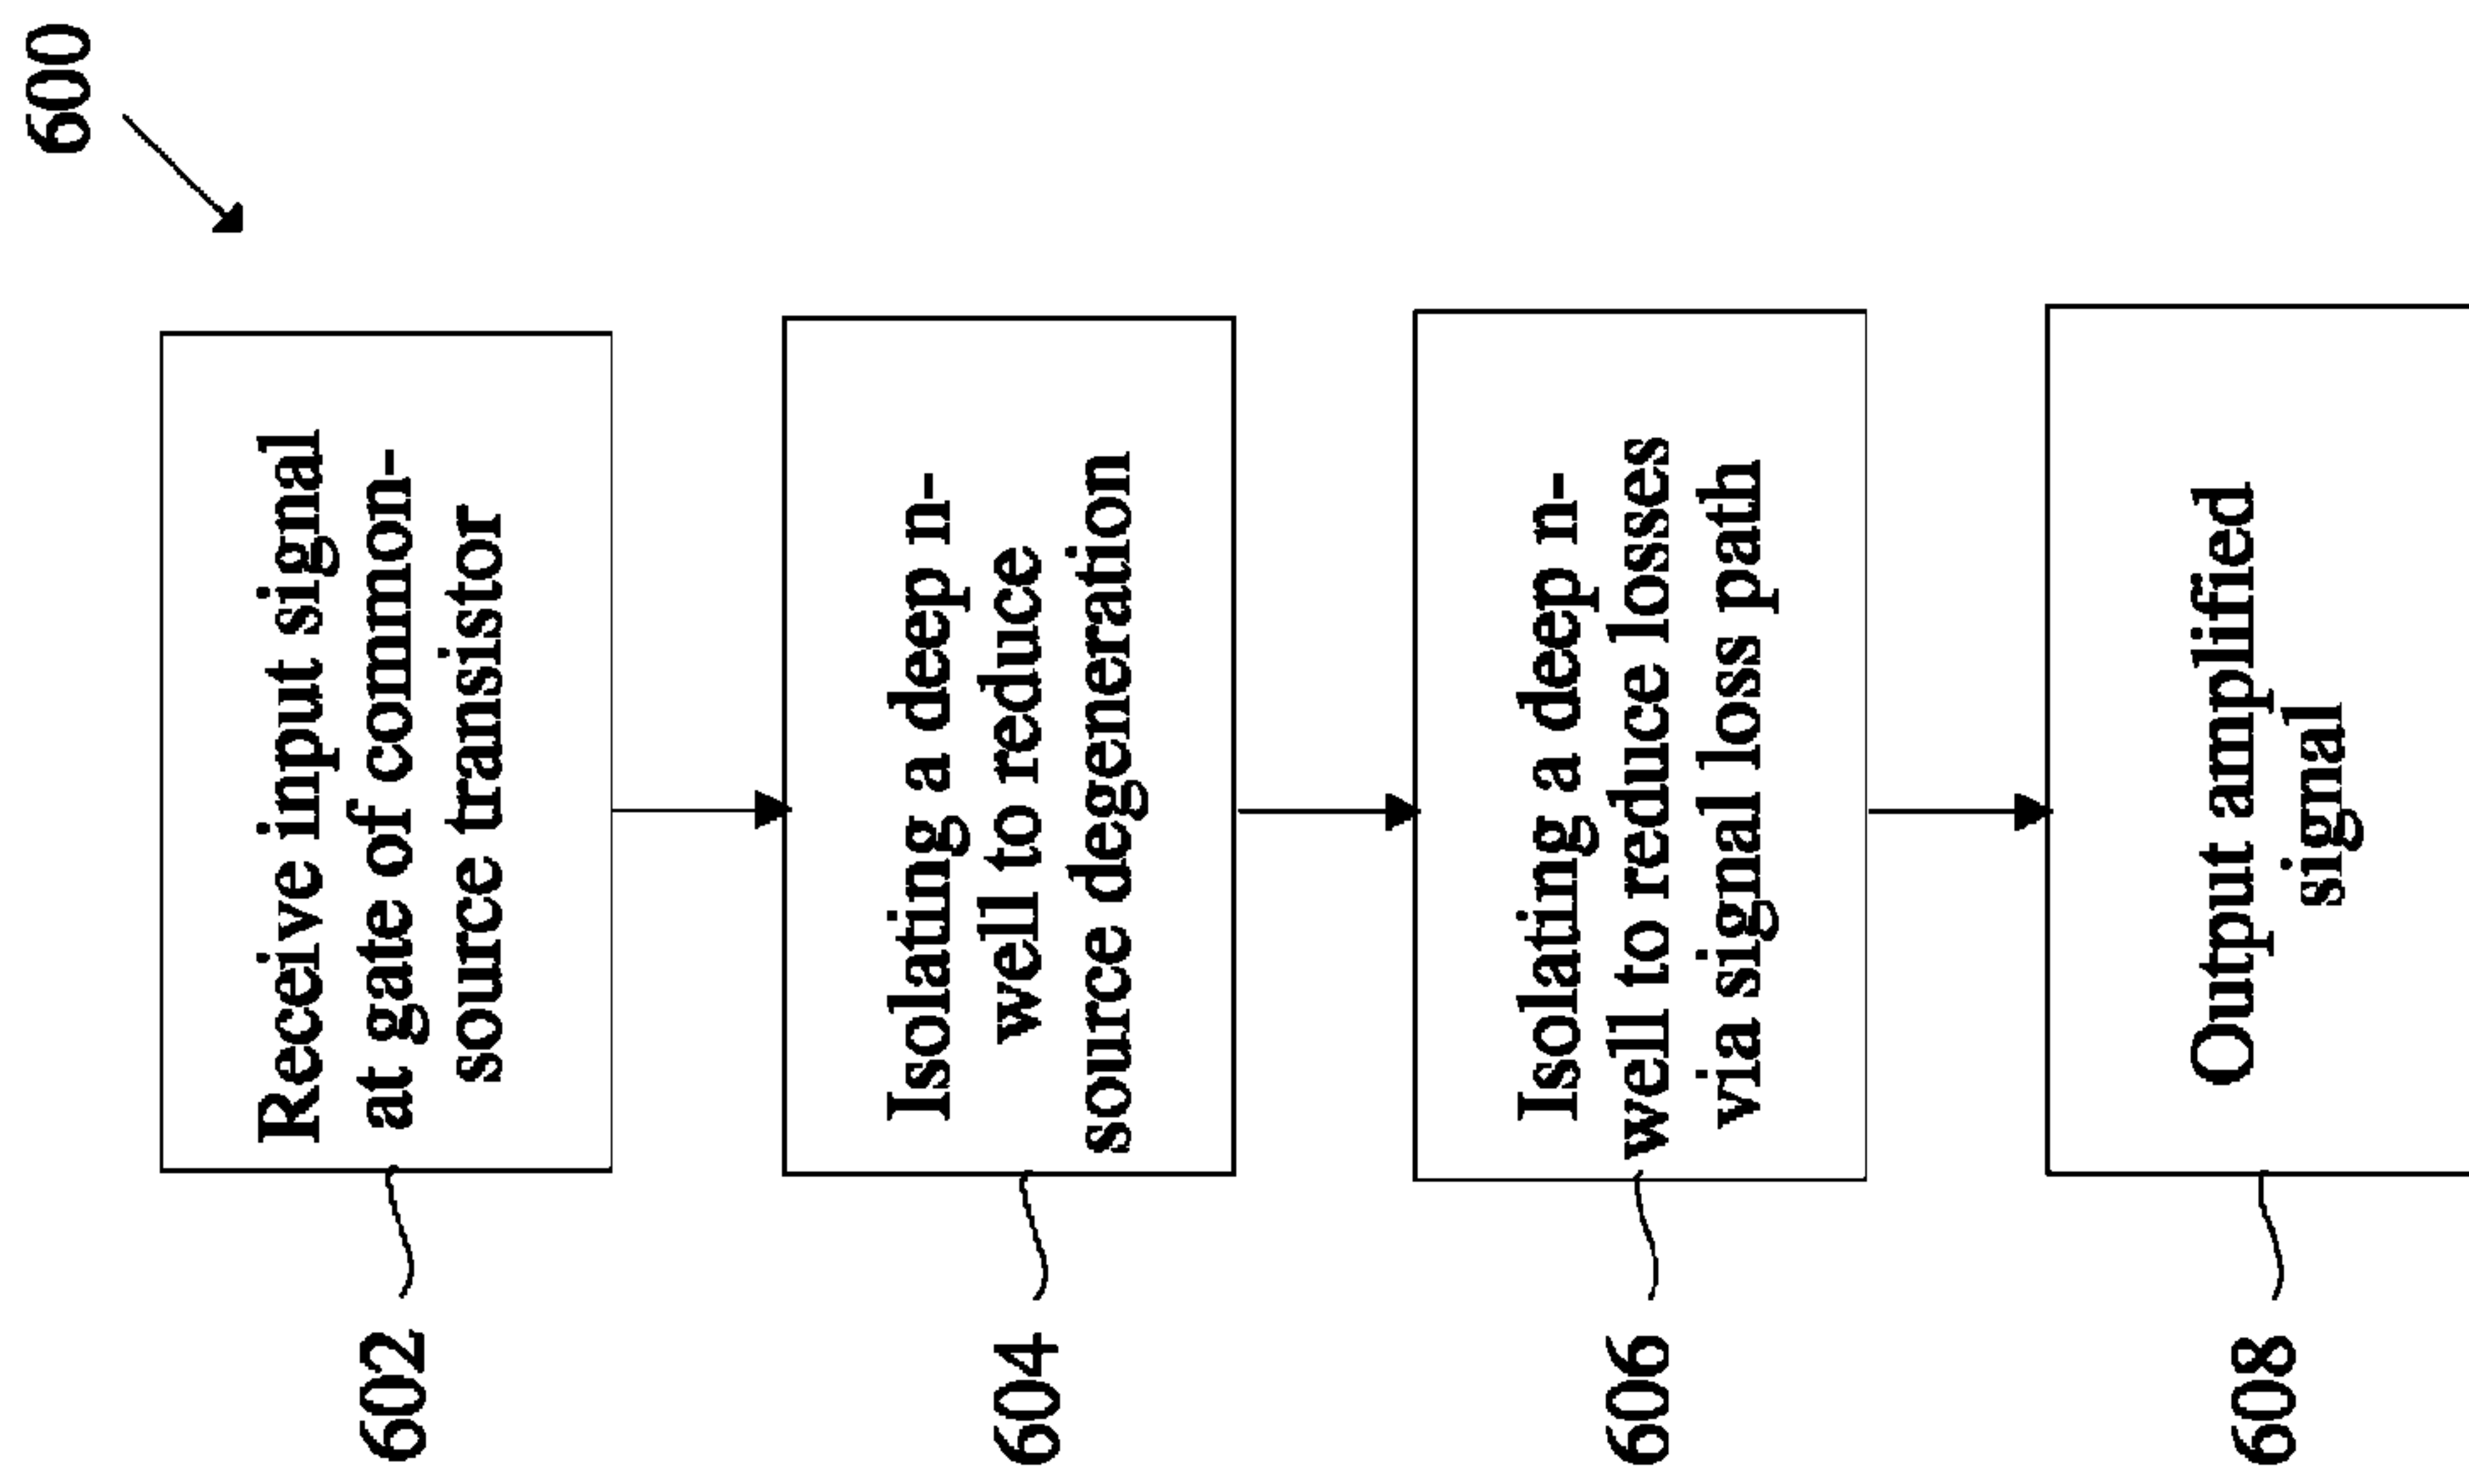 600
602
Receive input signal
at gate of common-
source transistor
604
Isolating a deep n-
well to reduce
source degeneration
606
Isolating a deep n-
well to reduce losses
via signal loss path
608
Output amplified
signal